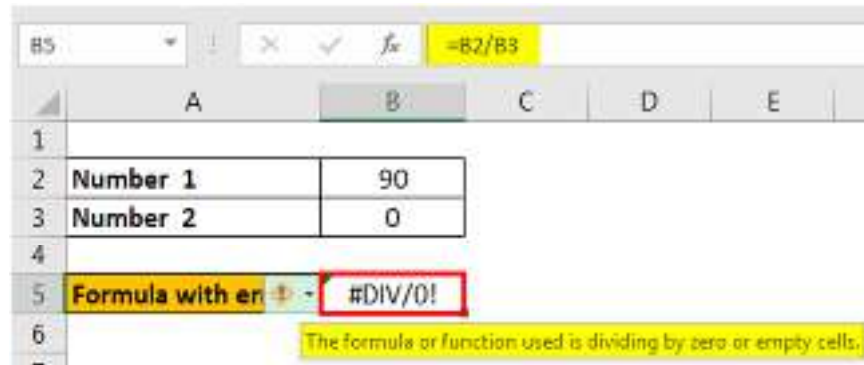 B5 fx =B2/B3
A B C D E
1
2 Number 1 90
3 Number 2 0
4
5 Formula with er #DIV/0!
6 The formula or function used is dividing by zero or empty cells.